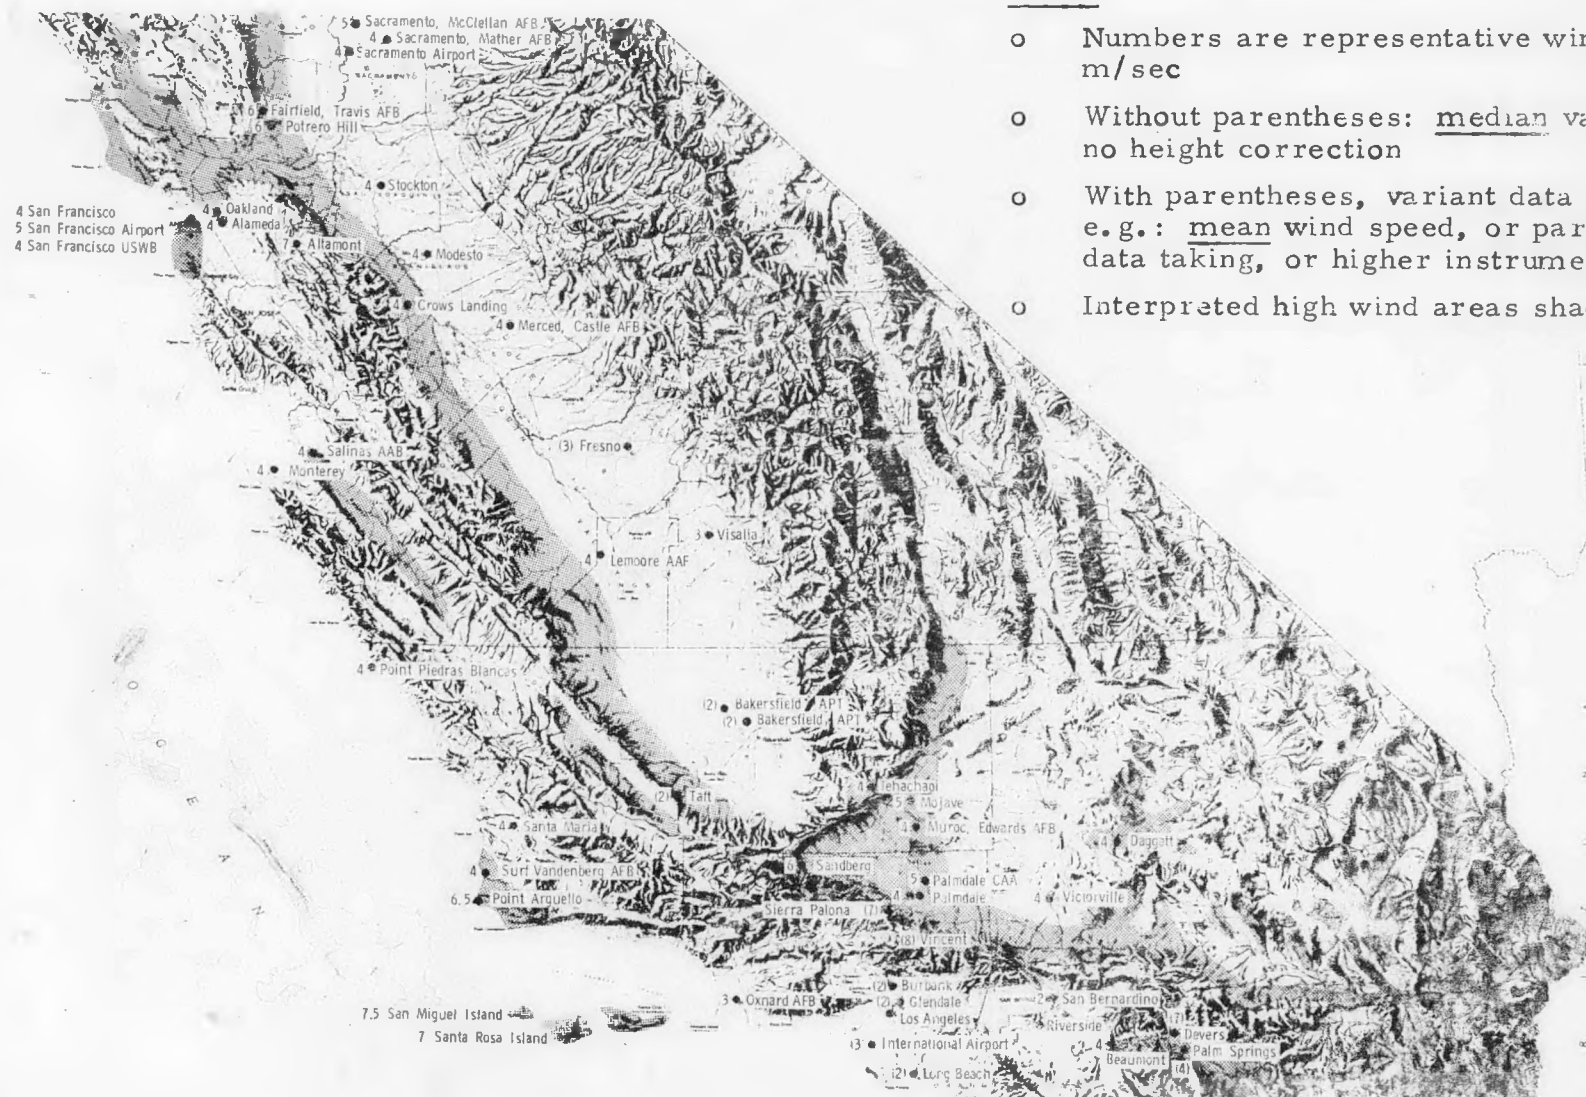 o Numbers are representative win
m/sec
o Without parentheses: median va
no height correction
o With parentheses, variant data
e.g.: mean wind speed, or par
data taking, or higher instrume
o Interpreted high wind areas sha
5 Sacramento, McClellan AFB
4 Sacramento, Mather AFB
4 Sacramento Airport
SACRAMENTO
6 Fairfield, Travis AFB
6 Potrero Hill
4 Stockton
4 San Francisco
5 San Francisco Airport
4 San Francisco USWB
4 Oakland
4 Alameda
7 Altamont
4 Modesto
4 Crows Landing
SAN JOSE
4 Merced, Castle AFB
(3) Fresno
4 Salinas AAB
4 Monterey
3 Visalia
4 Lemoore AAF
4 Point Piedras Blancas
(2) Bakersfield APT
(2) Bakersfield APT
(2) Taft
4 Tehachapi
5 Mojave
4 Santa Maria
4 Muroc, Edwards AFB
4 Daggatt
6 Sandberg
4 Surf Vandenberg AFB
5 Palmdale CAA
6.5 Point Arguello
4 Palmdale
4 Victorville
Sierra Palona (7)
(8) Vincent
(2) Burbank
3 Oxnard AFB
(2) Glendale
2 San Bernardino
7.5 San Miguel Island
Los Angeles
Riverside
(7)
Devers
7 Santa Rosa Island
(3 International Airport
4
Beaumont
Palm Springs
(4)
(2) Long Beach
O
C
E
A
N